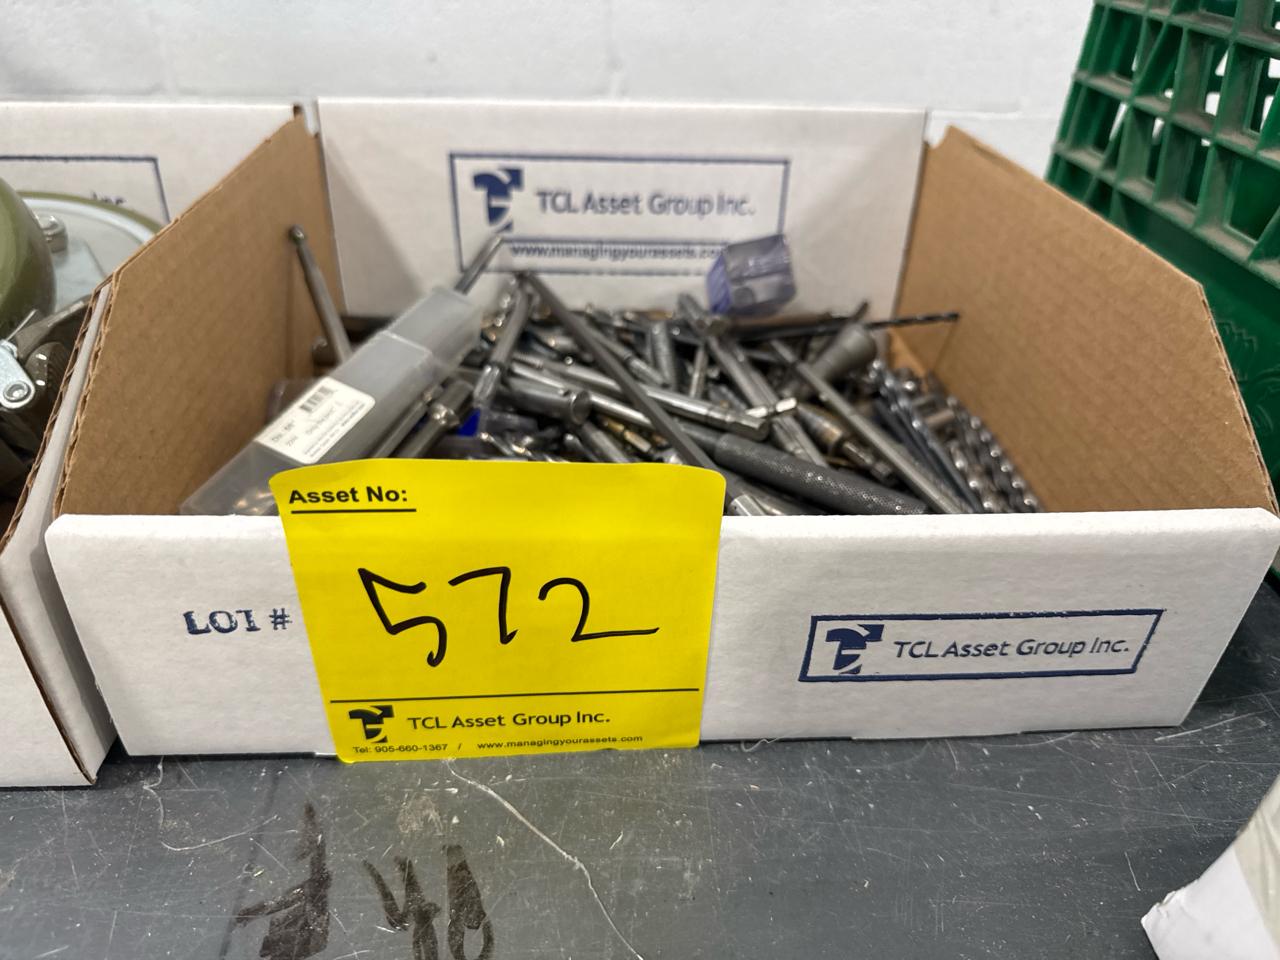 TCL Asset Group Inc.
www.managingyourassets.com
LOT #
Asset No:
572
TCL Asset Group Inc.
Tel: 905-660-1367 / www.managingyourassets.com
TCL Asset Group Inc.